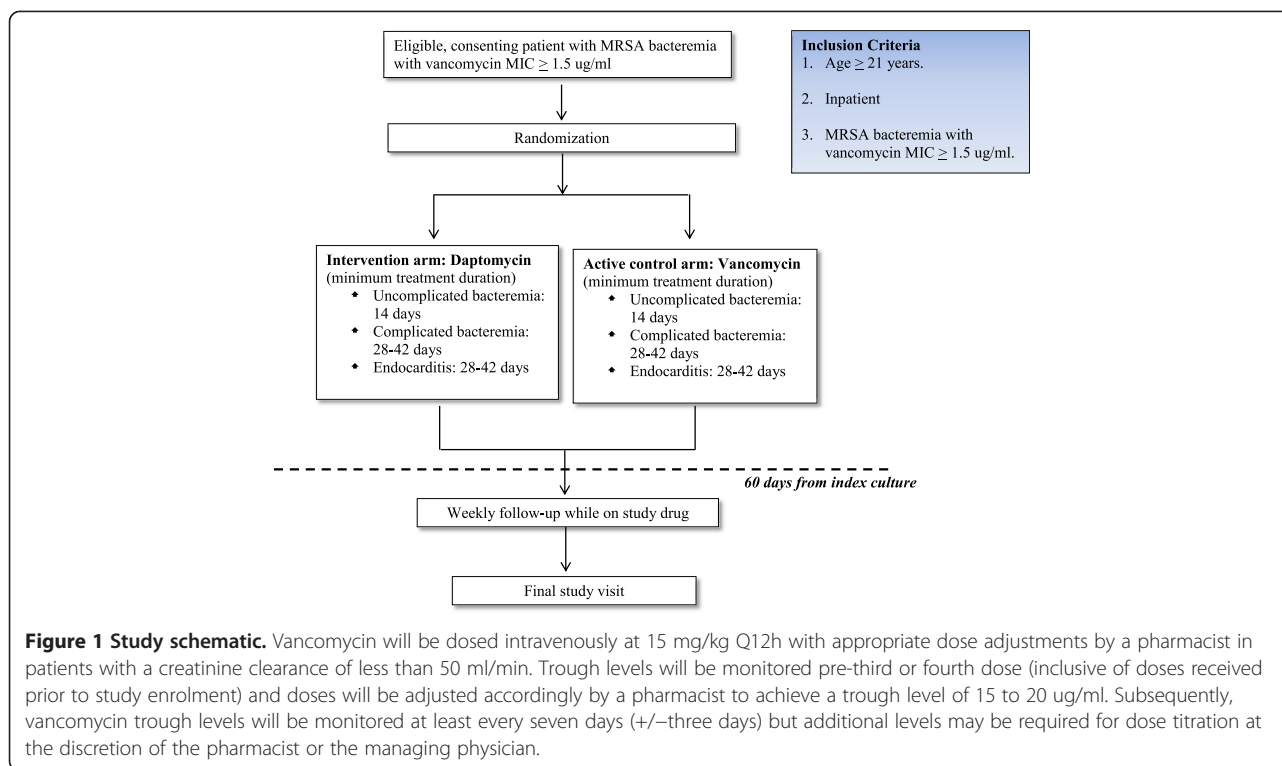 Eligible, consenting patient with MRSA bacteremia
with vancomycin MIC ≥ 1.5 ug/ml
Inclusion Criteria
1. Age ≥ 21 years.
2. Inpatient
3. MRSA bacteremia with
vancomycin MIC ≥ 1.5 ug/ml.
Randomization
Intervention arm: Daptomycin
(minimum treatment duration)
Uncomplicated bacteremia:
14 days
Complicated bacteremia:
28-42 days
Endocarditis: 28-42 days
Active control arm: Vancomycin
(minimum treatment duration)
Uncomplicated bacteremia:
14 days
Complicated bacteremia:
28-42 days
Endocarditis: 28-42 days
60 days from index culture
Weekly follow-up while on study drug
Final study visit
Figure 1 Study schematic. Vancomycin will be dosed intravenously at 15 mg/kg Q12h with appropriate dose adjustments by a pharmacist in
patients with a creatinine clearance of less than 50 ml/min. Trough levels will be monitored pre-third or fourth dose (inclusive of doses received
prior to study enrolment) and doses will be adjusted accordingly by a pharmacist to achieve a trough level of 15 to 20 ug/ml. Subsequently,
vancomycin trough levels will be monitored at least every seven days (+/−three days) but additional levels may be required for dose titration at
the discretion of the pharmacist or the managing physician.